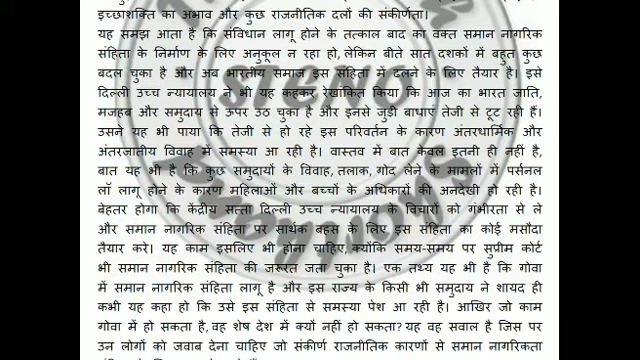 इच्छाशक्ति का अभाव और कुछ राजनीतिक दलों की संकीर्णता।
यह समझ आता है कि संविधान लागू होने के तत्काल बाद का वक्त समान नागरिक
संहिता के निर्माण के लिए अनुकूल न रहा हो, लेकिन बीते सात दशकों में बहुत कुछ
बदल चुका है और अब भारतीय समाज इस संहिता में ढलने के लिए तैयार है। इसे
दिल्ली उच्च न्यायालय ने भी यह कहकर रेखांकित किया कि आज का भारत जाति,
मजहब और समुदाय से ऊपर उठ चुका है और इनसे जुड़ी बाधाएं तेजी से टूट रही हैं।
उसने यह भी पाया कि तेजी से हो रहे इस परिवर्तन के कारण अंतरधार्मिक और
अंतरजातीय विवाह में समस्या आ रही है। वास्तव में बात केबल इतनी ही नहीं है,
बात यह भी है कि कुछ समुदायों के विवाह, तलाक, गोद लेने के मामलों में पर्सनल
लॉ लागू होने के कारण महिलाओं और बच्चों के अधिकारों की अनदेखी हो रही है।
बेहतर होगा कि केंद्रीय सत्ता दिल्ली उच्च न्यायालय के विचारों को गंभीरता से ले
और समान नागरिक संहिता पर सार्थक बहस के लिए इस संहिता का कोई मसौदा
तैयार करे। यह काम इसलिए भी होना चाहिए, क्योंकि समय-समय पर सुप्रीम कोर्ट
भी समान नागरिक संहिता की जरूरत जता चुका है। एक तथ्य यह भी है कि गोवा
में समान नागरिक संहिता लागू है और इस राज्य के किसी भी समुदाय ने शायद ही
कभी यह कहा हो कि उसे इस संहिता से समस्या पेश आ रही है। आखिर जो काम
गोवा में हो सकता है, वह शेष देश में क्यों नहीं हो सकता? यह वह सवाल है जिस पर
उन लोगों को जवाब देना चाहिए जो संकीर्ण राजनीतिक कारणों से समान नागरिकता
STENO